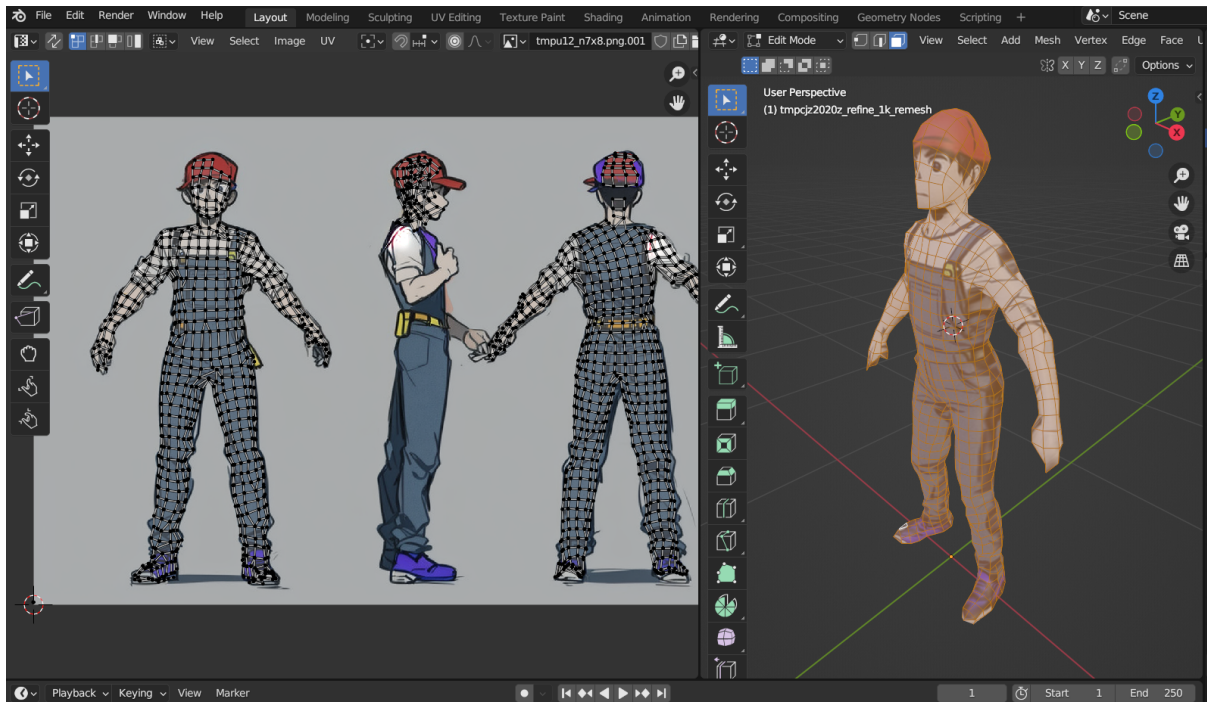 File Edit Render Window Help Layout Modeling Sculpting UV Editing Texture Paint Shading Animation Rendering Compositing Geometry Nodes Scripting + Scene
View Select Image UV tmpu12_n7x8.png.001 Edit Mode View Select Add Mesh Vertex Edge Face U
X Y Z Options
User Perspective
(1) tmpcjz2020z_refine_1k_remesh
Z
Y
X
Playback Keying View Marker 1 Start 1 End 250